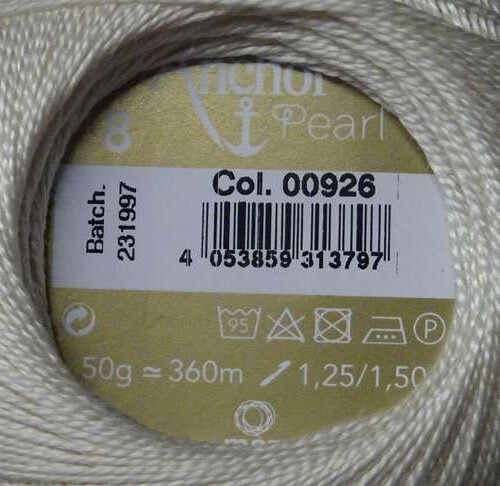 Anchor
8 Pearl
Col. 00926
Batch.
231997
4 053859 313797
95 P
50g ≃ 360m 1,25/1,50